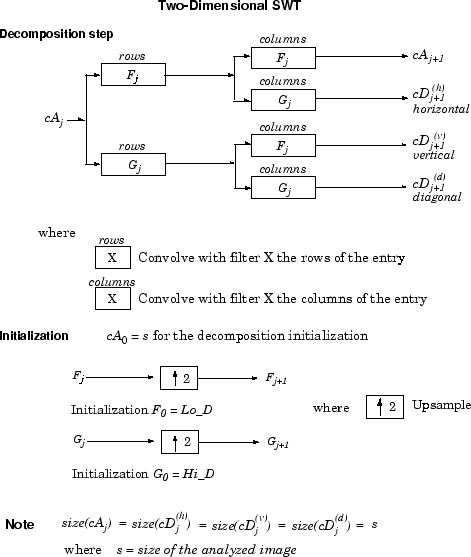 Two-Dimensional SWT
Decomposition step
rows
F_j
columns
F_j
cA_{j+1}
columns
G_j
cD_{j+1}^{(h)}
horizontal
cA_j
rows
G_j
columns
F_j
cD_{j+1}^{(v)}
vertical
columns
G_j
cD_{j+1}^{(d)}
diagonal
where
rows
X Convolve with filter X the rows of the entry
columns
X Convolve with filter X the columns of the entry
Initialization cA_0 = s for the decomposition initialization
F_j ↑ 2 F_{j+1}
Initialization F_0 = Lo_D
where ↑ 2 Upsample
G_j ↑ 2 G_{j+1}
Initialization G_0 = Hi_D
Note size(cA_j) = size(cD_j^{(h)}) = size(cD_j^{(v)}) = size(cD_j^{(d)}) = s
where s = size of the analyzed image